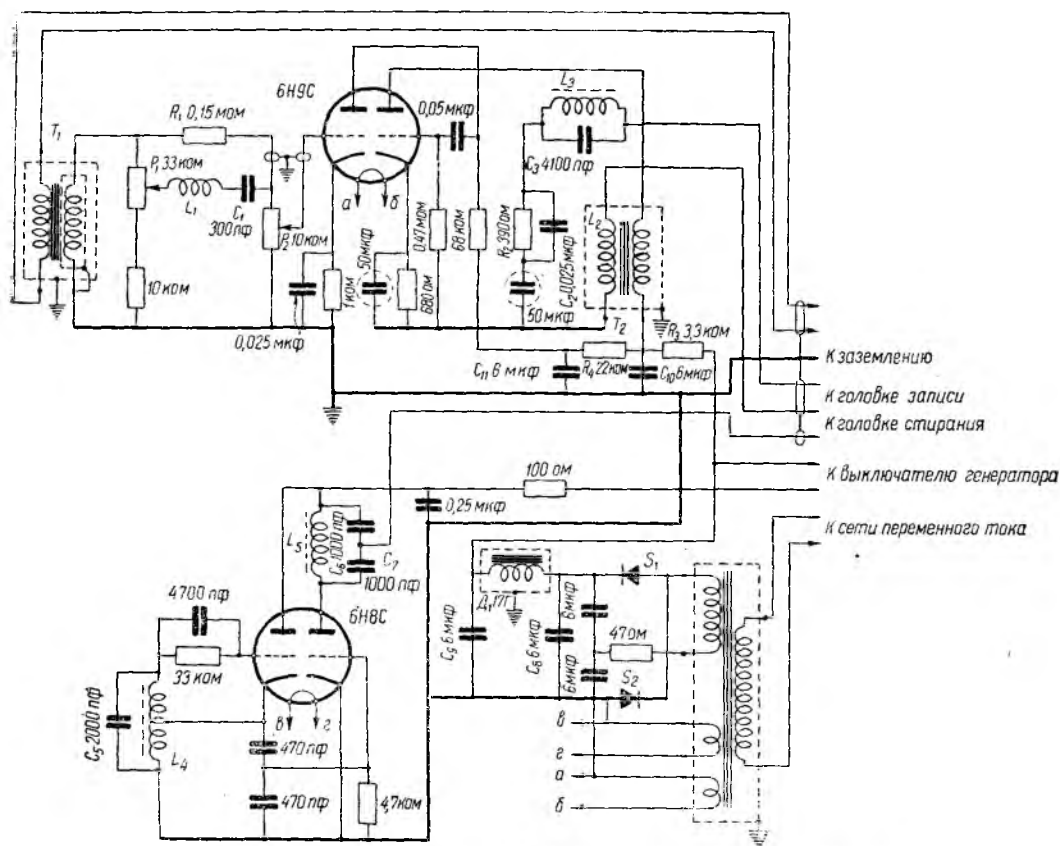 6Н9С
L₃
0,05 мкф
R₁ 0,15 мом
T₁
C₃ 4100 пф
P₁ 33 ком
L₁
C₁
300 пф
а
б
L₂
P₂ 10 ком
0,47 мом
68 ком
R₂ 390 ом
C₂ 0,025 мкф
50 мкф
10 ком
1 ком
680 ом
50 мкф
0,025 мкф
T₂
R₃ 3,3 ком
C₁₁ 6 мкф
R₄ 22 ком
C₁₀ 6 мкф
К заземлению
К головке записи
К головке стирания
100 ом
К выключателю генератора
0,25 мкф
К сети переменного тока
L₅
C₆ 1000 пф
C₇
1000 пф
S₁
Д₁ 17Г
4700 пф
6Н8С
6 мкф
47 ом
C₉ 6 мкф
C₈ 6 мкф
33 ком
6 мкф
S₂
C₅ 2000 пф
в
г
в
L₄
470 пф
г
а
470 пф
4,7 ком
б